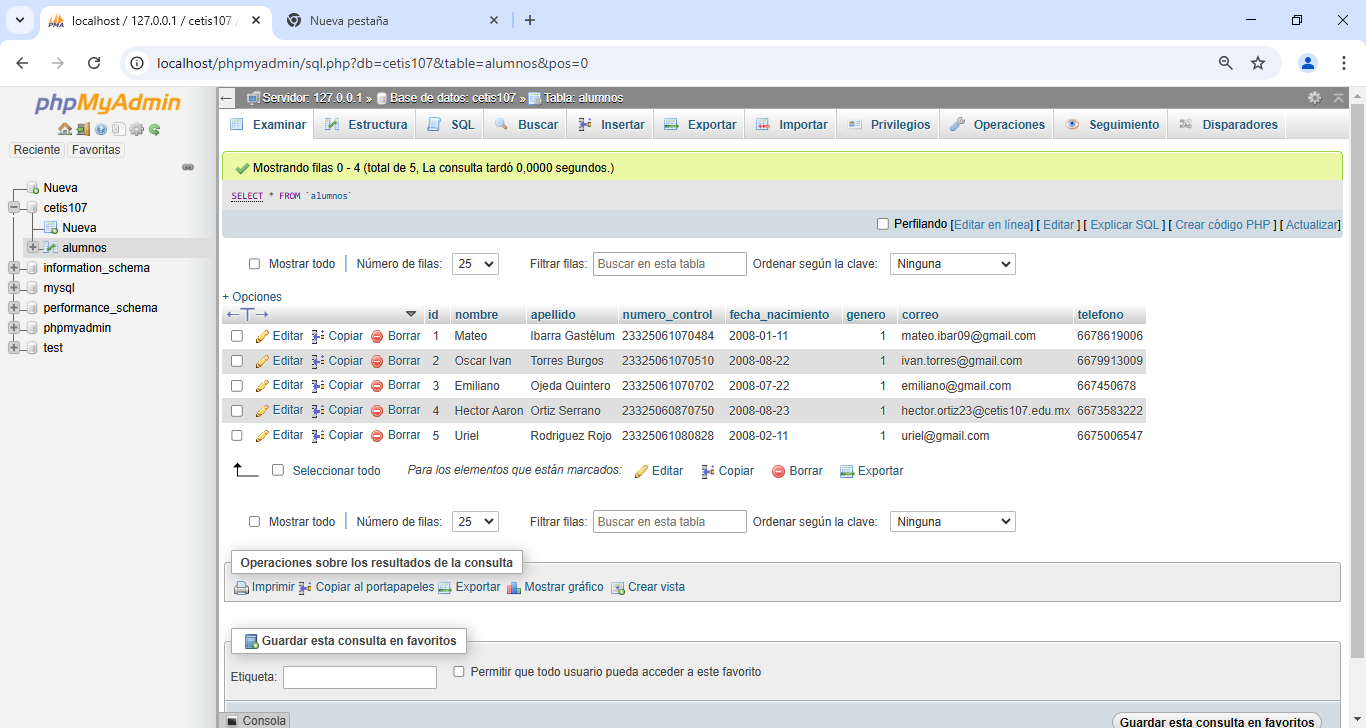 localhost / 127.0.0.1 / cetis107
Nueva pestaña
localhost/phpmyadmin/sql.php?db=cetis107&table=alumnos&pos=0
phpMyAdmin
Reciente Favoritas
Nueva
cetis107
Nueva
alumnos
information_schema
mysql
performance_schema
phpmyadmin
test
Servidor: 127.0.0.1 » Base de datos: cetis107 » Tabla: alumnos
Examinar Estructura SQL Buscar Insertar Exportar Importar Privilegios Operaciones Seguimiento Disparadores
Mostrando filas 0 - 4 (total de 5, La consulta tardó 0,0000 segundos.)
SELECT * FROM `alumnos`
Perfilando [Editar en línea] [ Editar ] [ Explicar SQL ] [ Crear código PHP ] [ Actualizar]
Mostrar todo Número de filas: 25 Filtrar filas: Buscar en esta tabla Ordenar según la clave: Ninguna
+ Opciones
id nombre apellido numero_control fecha_nacimiento genero correo telefono
Editar Copiar Borrar 1 Mateo Ibarra Gastélum 23325061070484 2008-01-11 1 mateo.ibar09@gmail.com 6678619006
Editar Copiar Borrar 2 Oscar Ivan Torres Burgos 23325061070510 2008-08-22 1 ivan.torres@gmail.com 6679913009
Editar Copiar Borrar 3 Emiliano Ojeda Quintero 23325061070702 2008-07-22 1 emiliano@gmail.com 667450678
Editar Copiar Borrar 4 Hector Aaron Ortiz Serrano 23325060870750 2008-08-23 1 hector.ortiz23@cetis107.edu.mx 6673583222
Editar Copiar Borrar 5 Uriel Rodriguez Rojo 23325061080828 2008-02-11 1 uriel@gmail.com 6675006547
Seleccionar todo Para los elementos que están marcados: Editar Copiar Borrar Exportar
Mostrar todo Número de filas: 25 Filtrar filas: Buscar en esta tabla Ordenar según la clave: Ninguna
Operaciones sobre los resultados de la consulta
Imprimir Copiar al portapapeles Exportar Mostrar gráfico Crear vista
Guardar esta consulta en favoritos
Etiqueta: Permitir que todo usuario pueda acceder a este favorito
Consola
Guardar esta consulta en favoritos